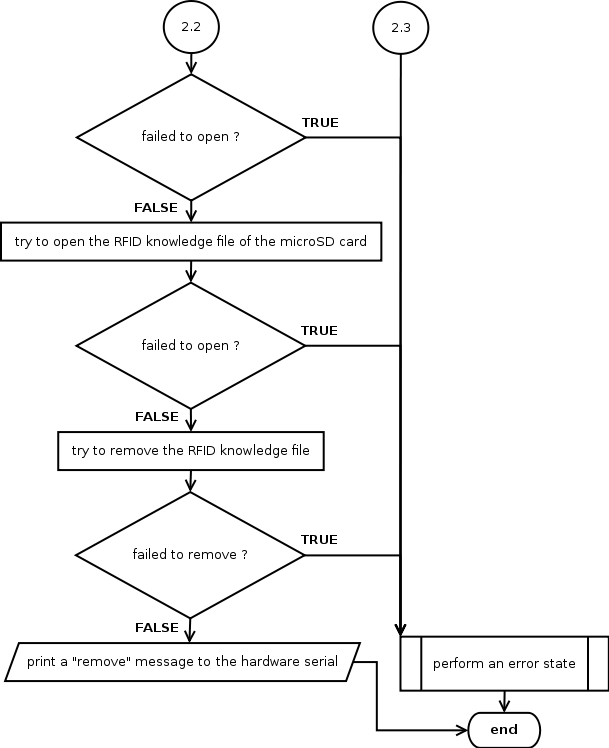 2.2
2.3
failed to open ?
TRUE
FALSE
try to open the RFID knowledge file of the microSD card
failed to open ?
TRUE
FALSE
try to remove the RFID knowledge file
failed to remove ?
TRUE
FALSE
print a "remove" message to the hardware serial
perform an error state
end